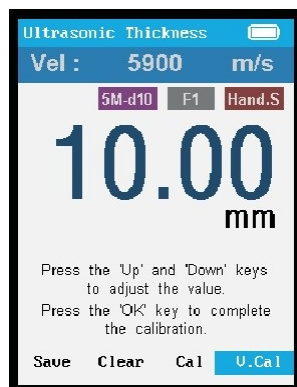 Ultrasonic Thickness
Vel : 5900 m/s
5M-d10 F1 Hand.S
10.00
mm
Press the 'Up' and 'Down' keys
to adjust the value.
Press the 'OK' key to complete
the calibration.
Save Clear Cal V.Cal